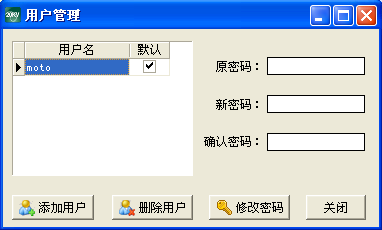 20KV 用户管理
用户名 默认
moto
原密码：
新密码：
确认密码：
添加用户 删除用户 修改密码 关闭